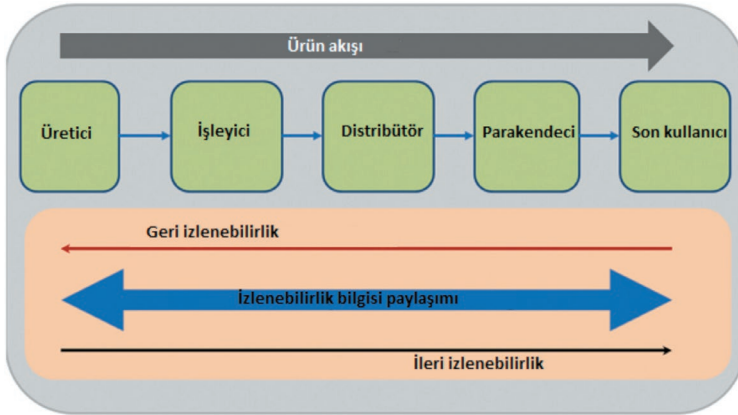 Ürün akışı
Üretici
İşleyici
Distribütör
Parakendeci
Son kullanıcı
Geri izlenebilirlik
İzlenebilirlik bilgisi paylaşımı
İleri izlenebilirlik